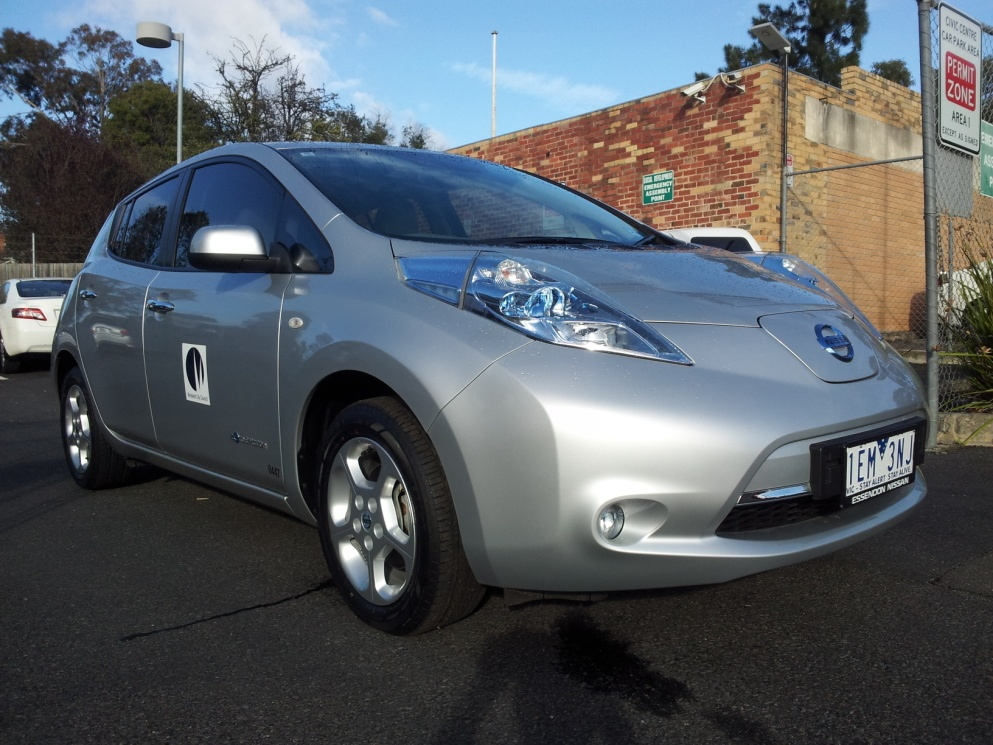 CIVIC CENTRE
CAR PARK AREA
PERMIT
ZONE
AREA 1
EXCEPT AS SIGNED
EMERGENCY
ASSEMBLY
POINT
1EM 3NJ
VIC - STAY ALERT STAY ALIVE
ESSENDON NISSAN